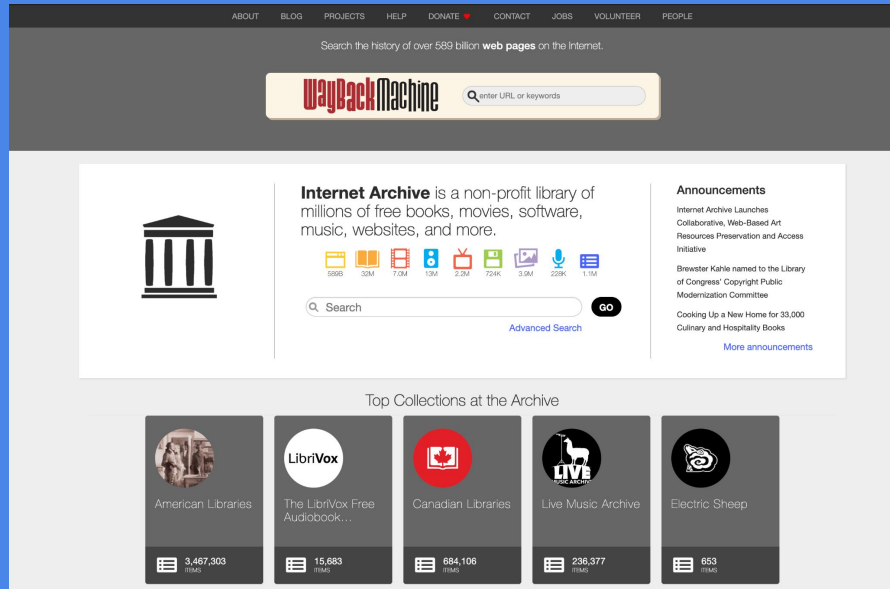 ABOUT BLOG PROJECTS HELP DONATE CONTACT JOBS VOLUNTEER PEOPLE
Search the history of over 589 billion web pages on the Internet.
WayBackMachine
enter URL or keywords
Internet Archive is a non-profit library of
millions of free books, movies, software,
music, websites, and more.
589B 32M 7.0M 13M 2.2M 724K 3.9M 228K 1.1M
Search
GO
Advanced Search
Announcements
Internet Archive Launches
Collaborative, Web-Based Art
Resources Preservation and Access
Initiative
Brewster Kahle named to the Library
of Congress' Copyright Public
Modernization Committee
Cooking Up a New Home for 33,000
Culinary and Hospitality Books
More announcements
Top Collections at the Archive
American Libraries
3,467,303
ITEMS
LibriVox
The LibriVox Free
Audiobook…
15,683
ITEMS
Canadian Libraries
684,106
ITEMS
LIVE
MUSIC ARCHIVE
Live Music Archive
236,377
ITEMS
Electric Sheep
653
ITEMS